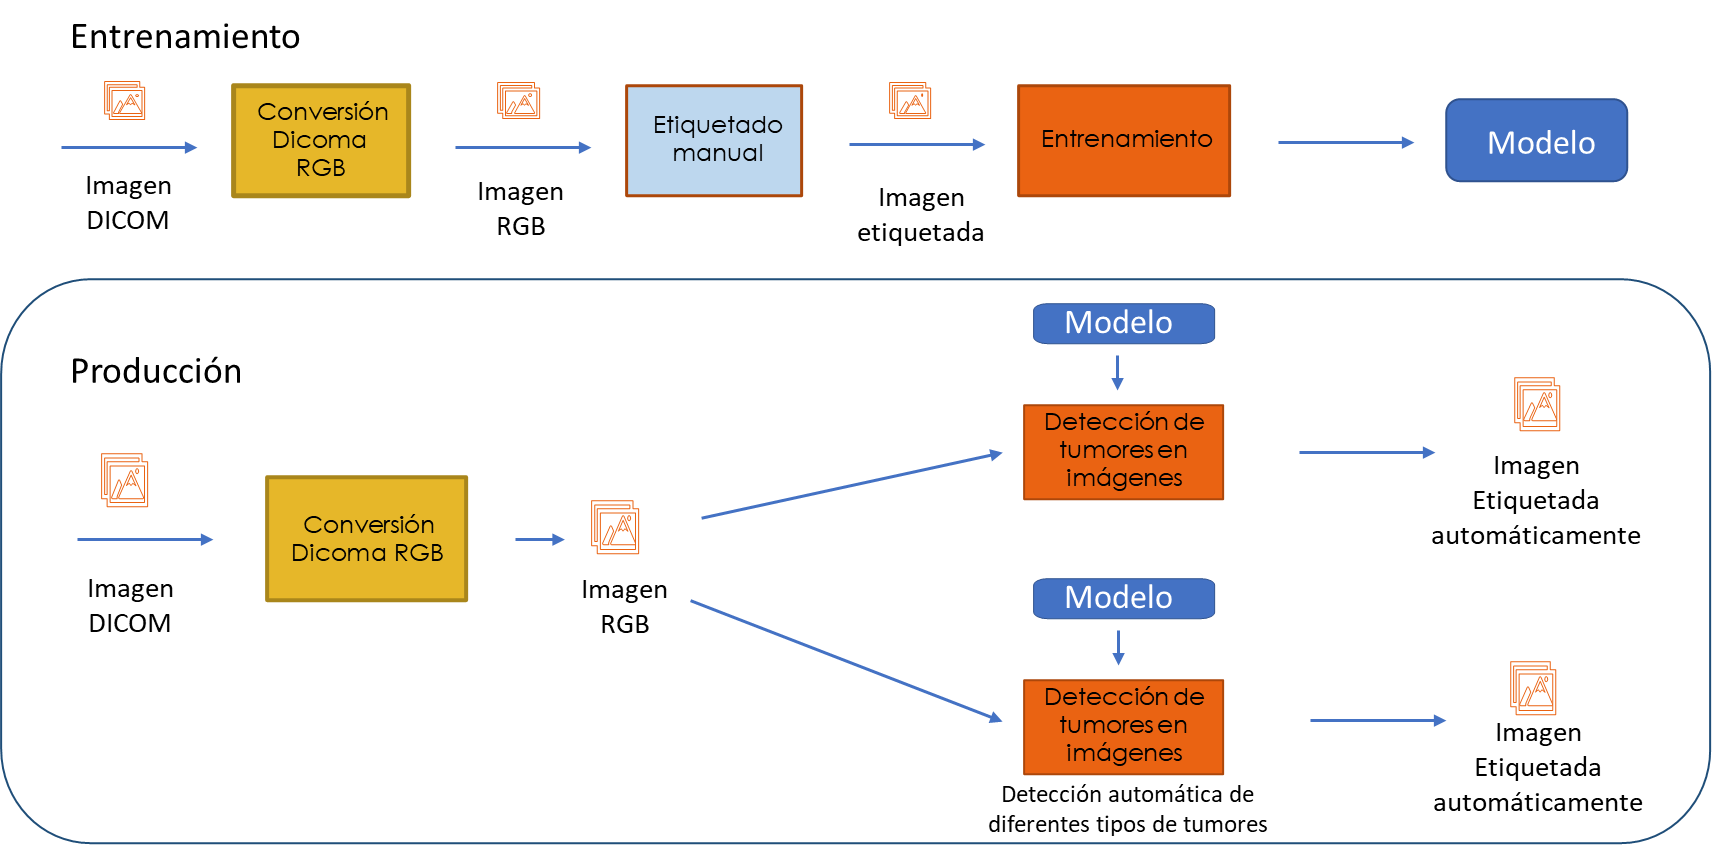 Entrenamiento
Imagen
DICOM
Conversión
Dicoma
RGB
Imagen
RGB
Etiquetado
manual
Imagen
etiquetada
Entrenamiento
Modelo
Producción
Imagen
DICOM
Conversión
Dicoma RGB
Imagen
RGB
Modelo
Detección de
tumores en
imágenes
Imagen
Etiquetada
automáticamente
Modelo
Detección de
tumores en
imágenes
Detección automática de
diferentes tipos de tumores
Imagen
Etiquetada
automáticamente